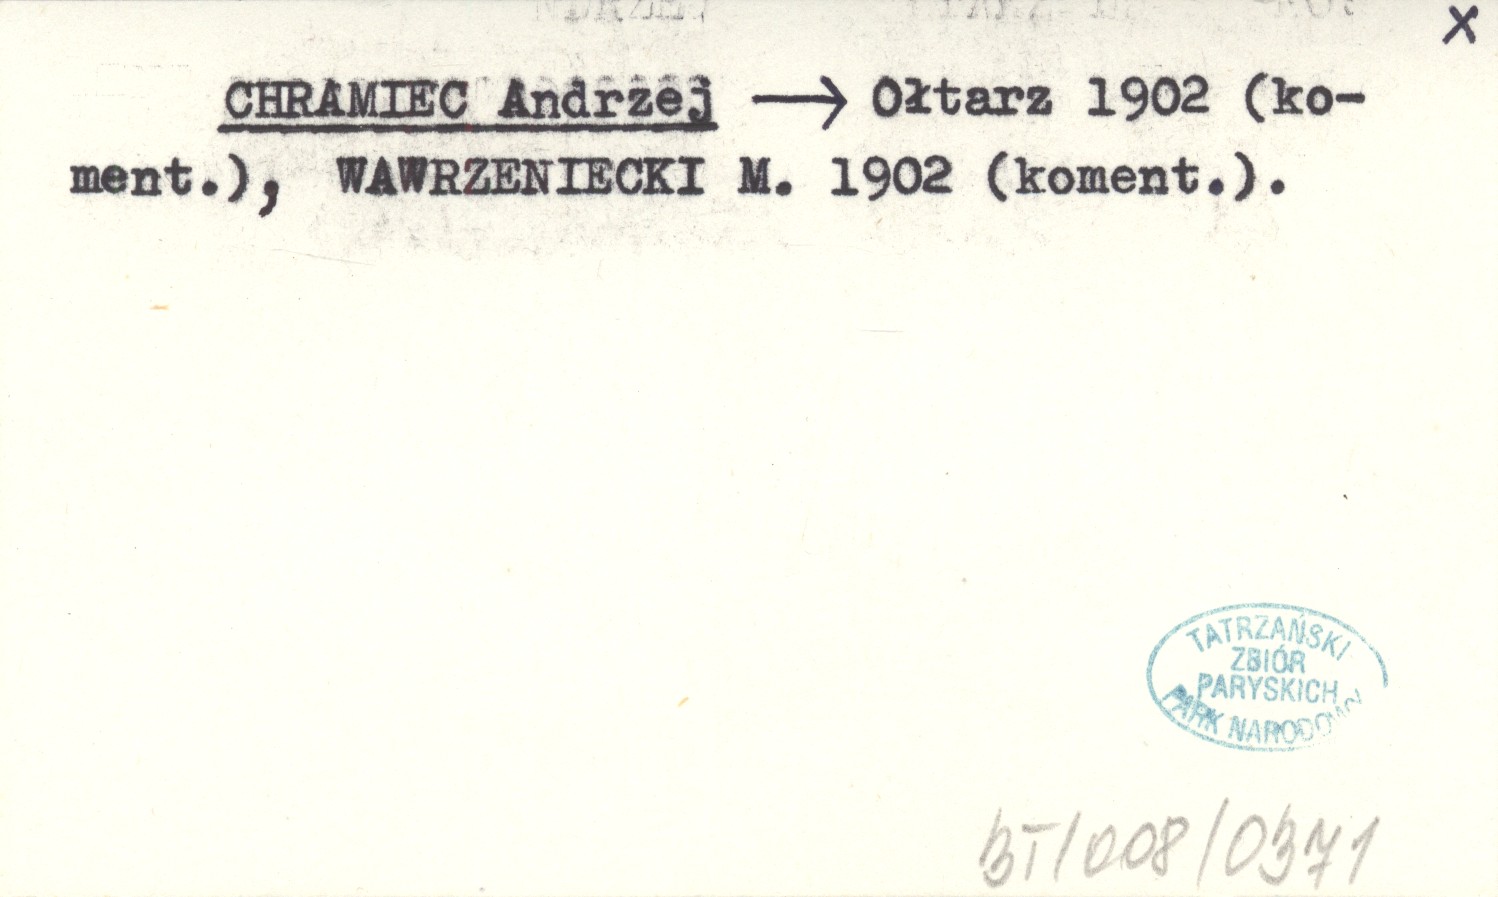 x
CHRAMIEC Andrzej → Ołtarz 1902 (ko-
ment.), WAWRZENIECKI M. 1902 (koment.).
TATRZAŃSKI
ZBIÓR
PARYSKICH
PARK NARODOWY
BT/008/0371